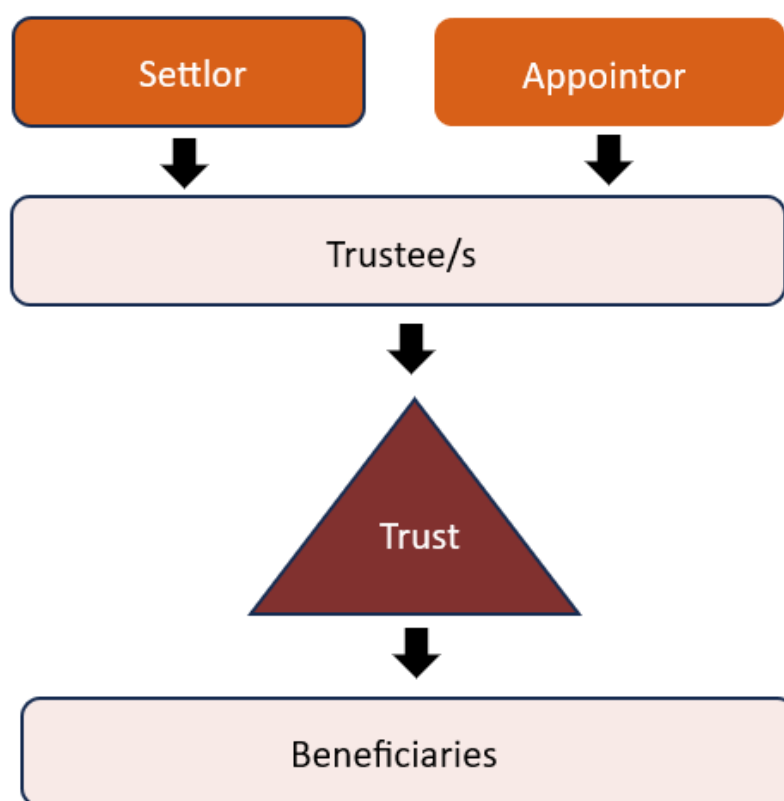 Settlor
Appointor
Trustee/s
Trust
Beneficiaries